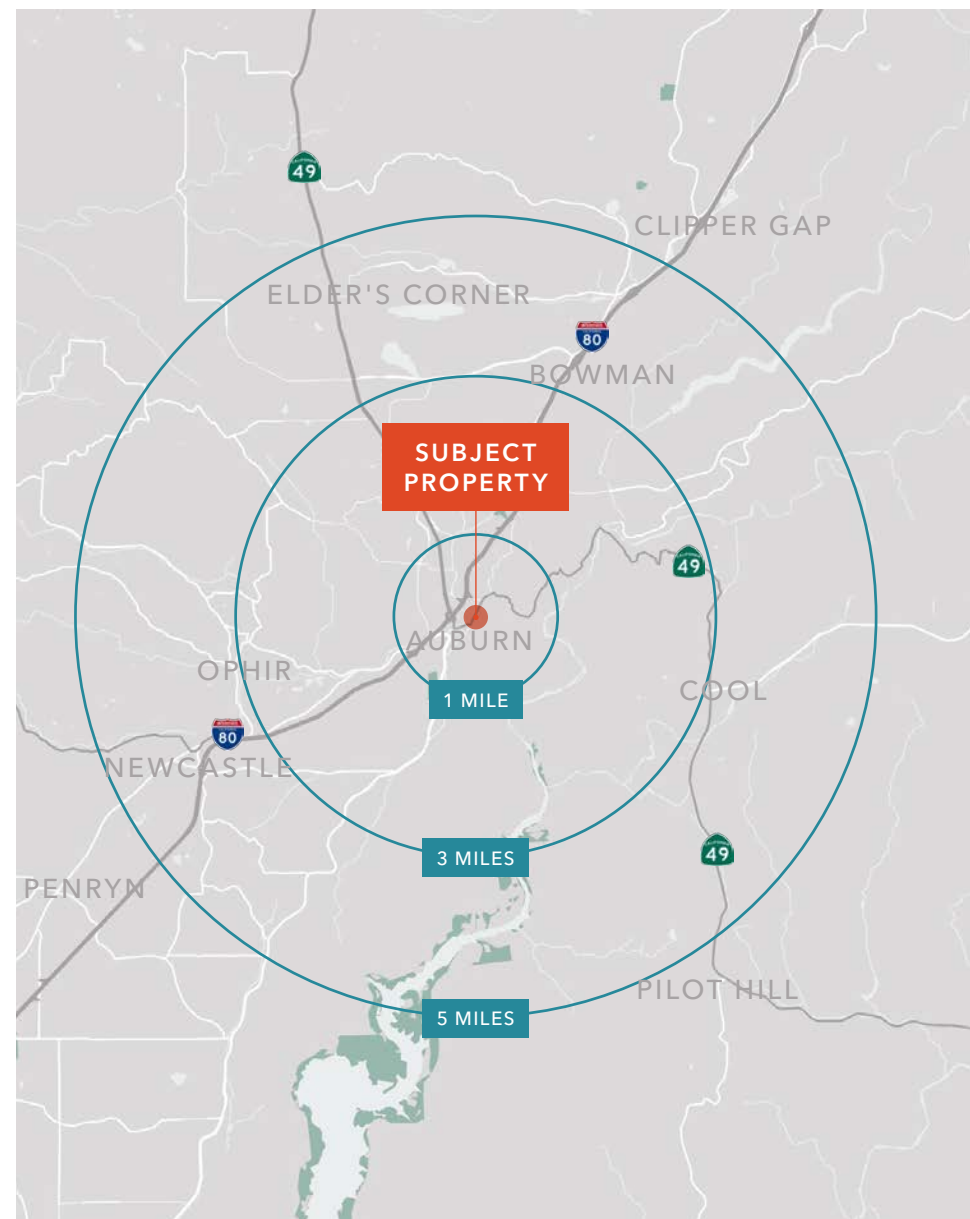 49
CLIPPER GAP
ELDER'S CORNER
80
BOWMAN
SUBJECT
PROPERTY
49
AUBURN
OPHIR
COOL
1 MILE
80
NEWCASTLE
49
3 MILES
PENRYN
PILOT HILL
5 MILES